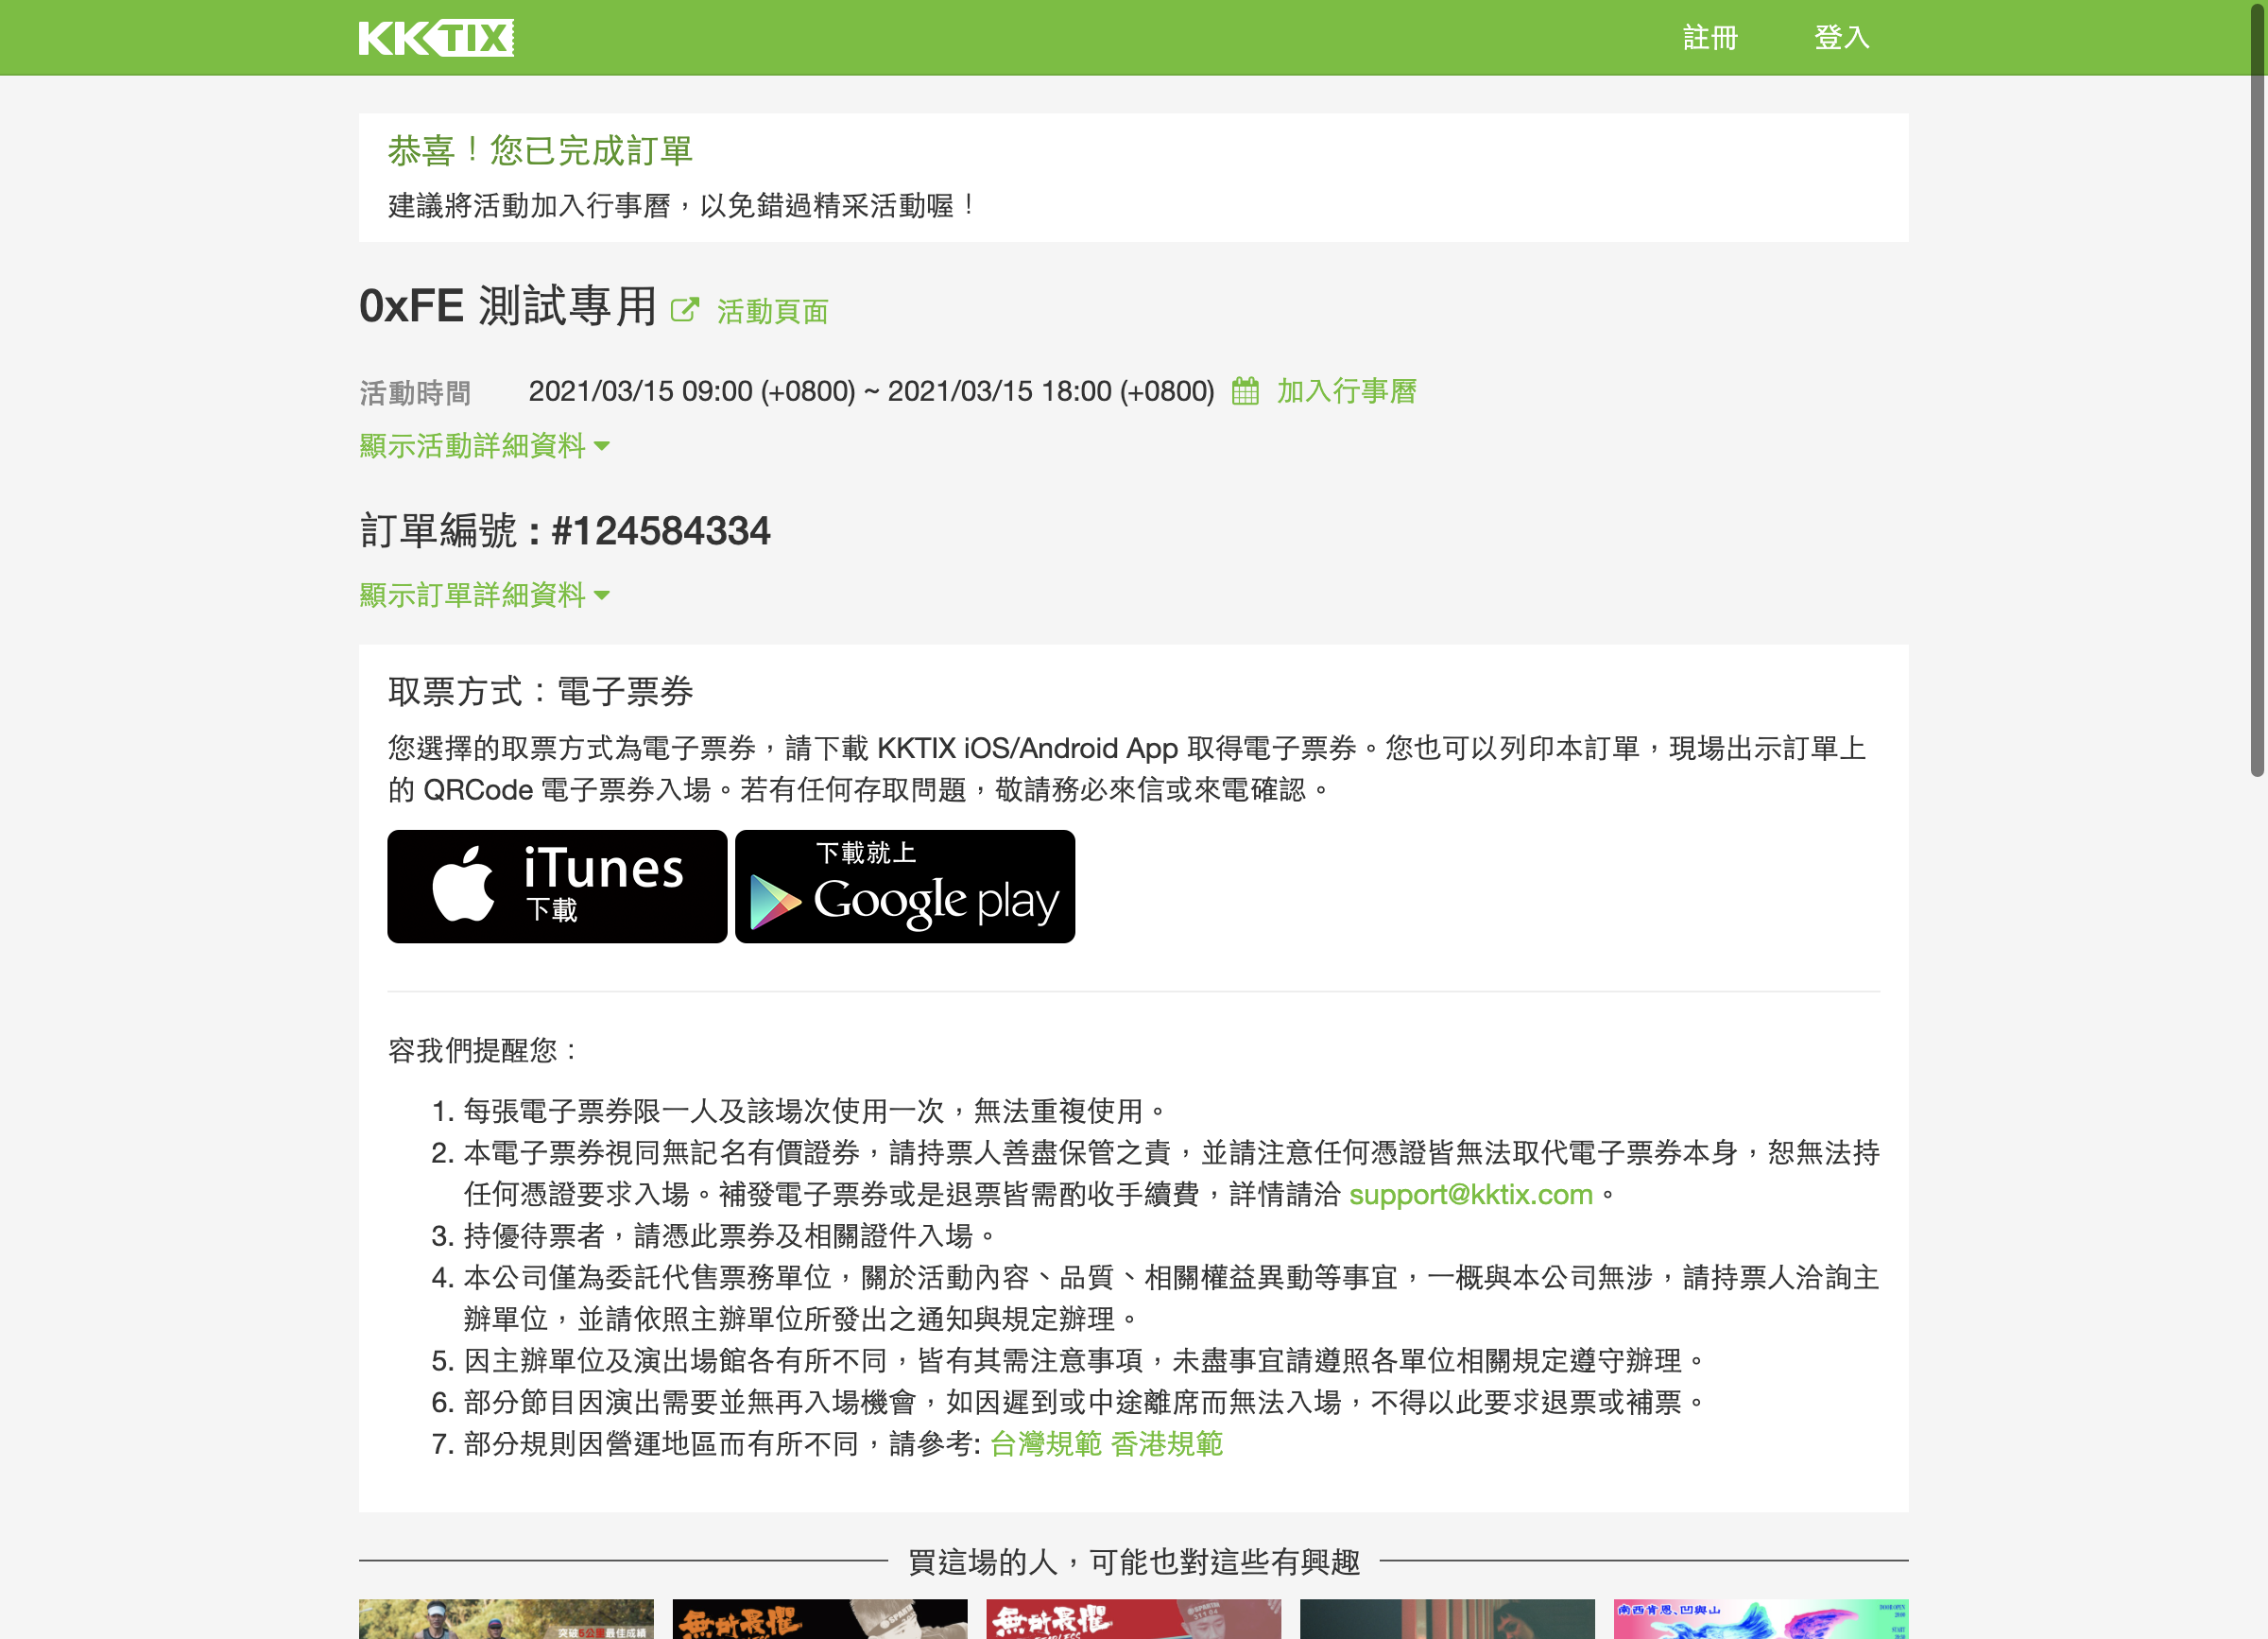 KKTIX
註冊
登入
恭喜！您已完成訂單
建議將活動加入行事曆，以免錯過精采活動喔！
0xFE 測試專用 活動頁面
活動時間 2021/03/15 09:00 (+0800) ~ 2021/03/15 18:00 (+0800) 加入行事曆
顯示活動詳細資料
訂單編號 : #124584334
顯示訂單詳細資料
取票方式：電子票券
您選擇的取票方式為電子票券，請下載 KKTIX iOS/Android App 取得電子票券。您也可以列印本訂單，現場出示訂單上
的 QRCode 電子票券入場。若有任何存取問題，敬請務必來信或來電確認。
iTunes
下載
下載就上
Google play
容我們提醒您：
1. 每張電子票券限一人及該場次使用一次，無法重複使用。
2. 本電子票券視同無記名有價證券，請持票人善盡保管之責，並請注意任何憑證皆無法取代電子票券本身，恕無法持
任何憑證要求入場。補發電子票券或是退票皆需酌收手續費，詳情請洽 support@kktix.com。
3. 持優待票者，請憑此票券及相關證件入場。
4. 本公司僅為委託代售票務單位，關於活動內容、品質、相關權益異動等事宜，一概與本公司無涉，請持票人洽詢主
辦單位，並請依照主辦單位所發出之通知與規定辦理。
5. 因主辦單位及演出場館各有所不同，皆有其需注意事項，未盡事宜請遵照各單位相關規定遵守辦理。
6. 部分節目因演出需要並無再入場機會，如因遲到或中途離席而無法入場，不得以此要求退票或補票。
7. 部分規則因營運地區而有所不同，請參考: 台灣規範 香港規範
買這場的人，可能也對這些有興趣
突破5公里最佳成績
無所畏懼
無所畏懼
南西肯恩、凹與山